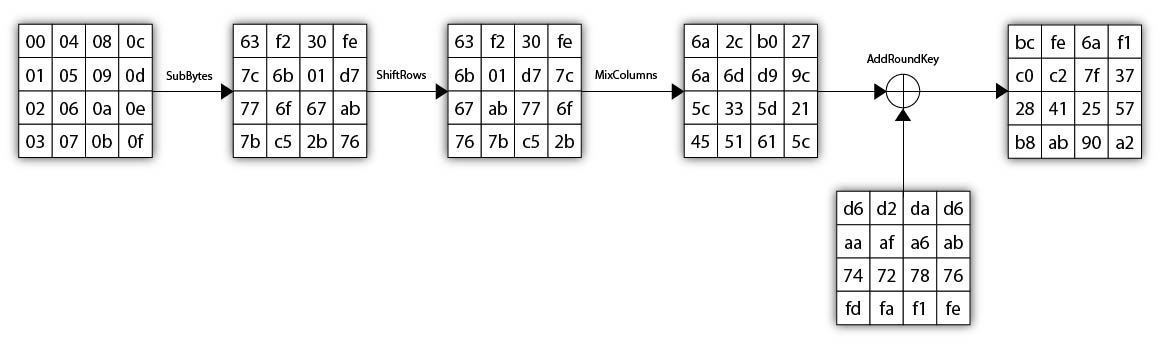 00 04 08 0c
01 05 09 0d
02 06 0a 0e
03 07 0b 0f
SubBytes
63 f2 30 fe
7c 6b 01 d7
77 6f 67 ab
7b c5 2b 76
ShiftRows
63 f2 30 fe
6b 01 d7 7c
67 ab 77 6f
76 7b c5 2b
MixColumns
6a 2c b0 27
6a 6d d9 9c
5c 33 5d 21
45 51 61 5c
AddRoundKey
d6 d2 da d6
aa af a6 ab
74 72 78 76
fd fa f1 fe
bc fe 6a f1
c0 c2 7f 37
28 41 25 57
b8 ab 90 a2